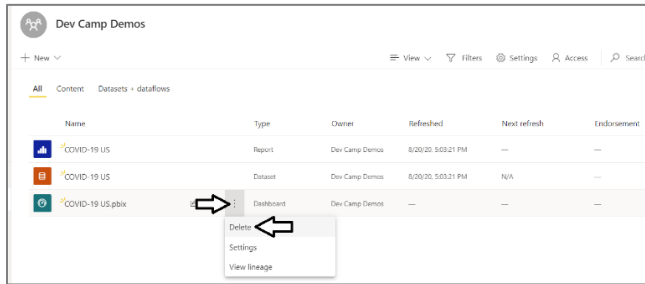 Dev Camp Demos
+ New
View Filters Settings Access Search
All Content Datasets + dataflows
Name Type Owner Refreshed Next refresh Endorsement
COVID-19 US Report Dev Camp Demos 8/20/20, 5:03:21 PM — —
COVID-19 US Dataset Dev Camp Demos 8/20/20, 5:03:21 PM N/A —
COVID-19 US.pbix Dashboard Dev Camp Demos — — —
Delete
Settings
View lineage